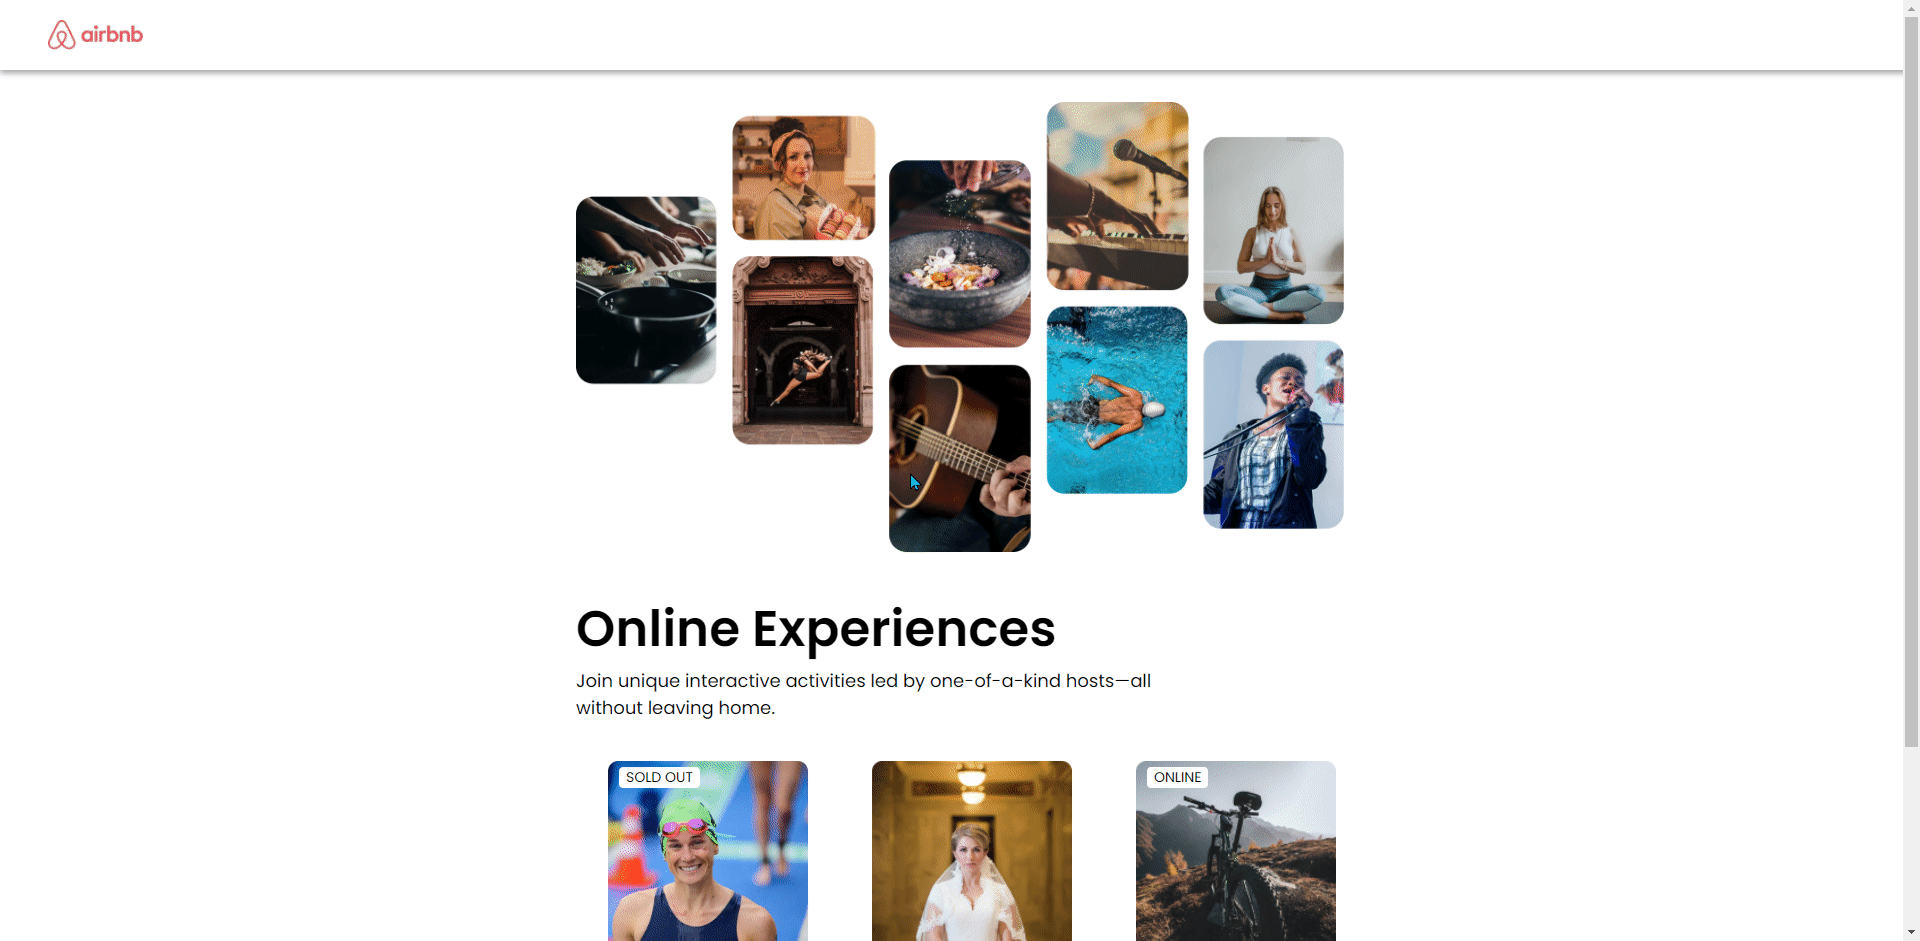 airbnb
Online Experiences
Join unique interactive activities led by one-of-a-kind hosts—all
without leaving home.
SOLD OUT
ONLINE